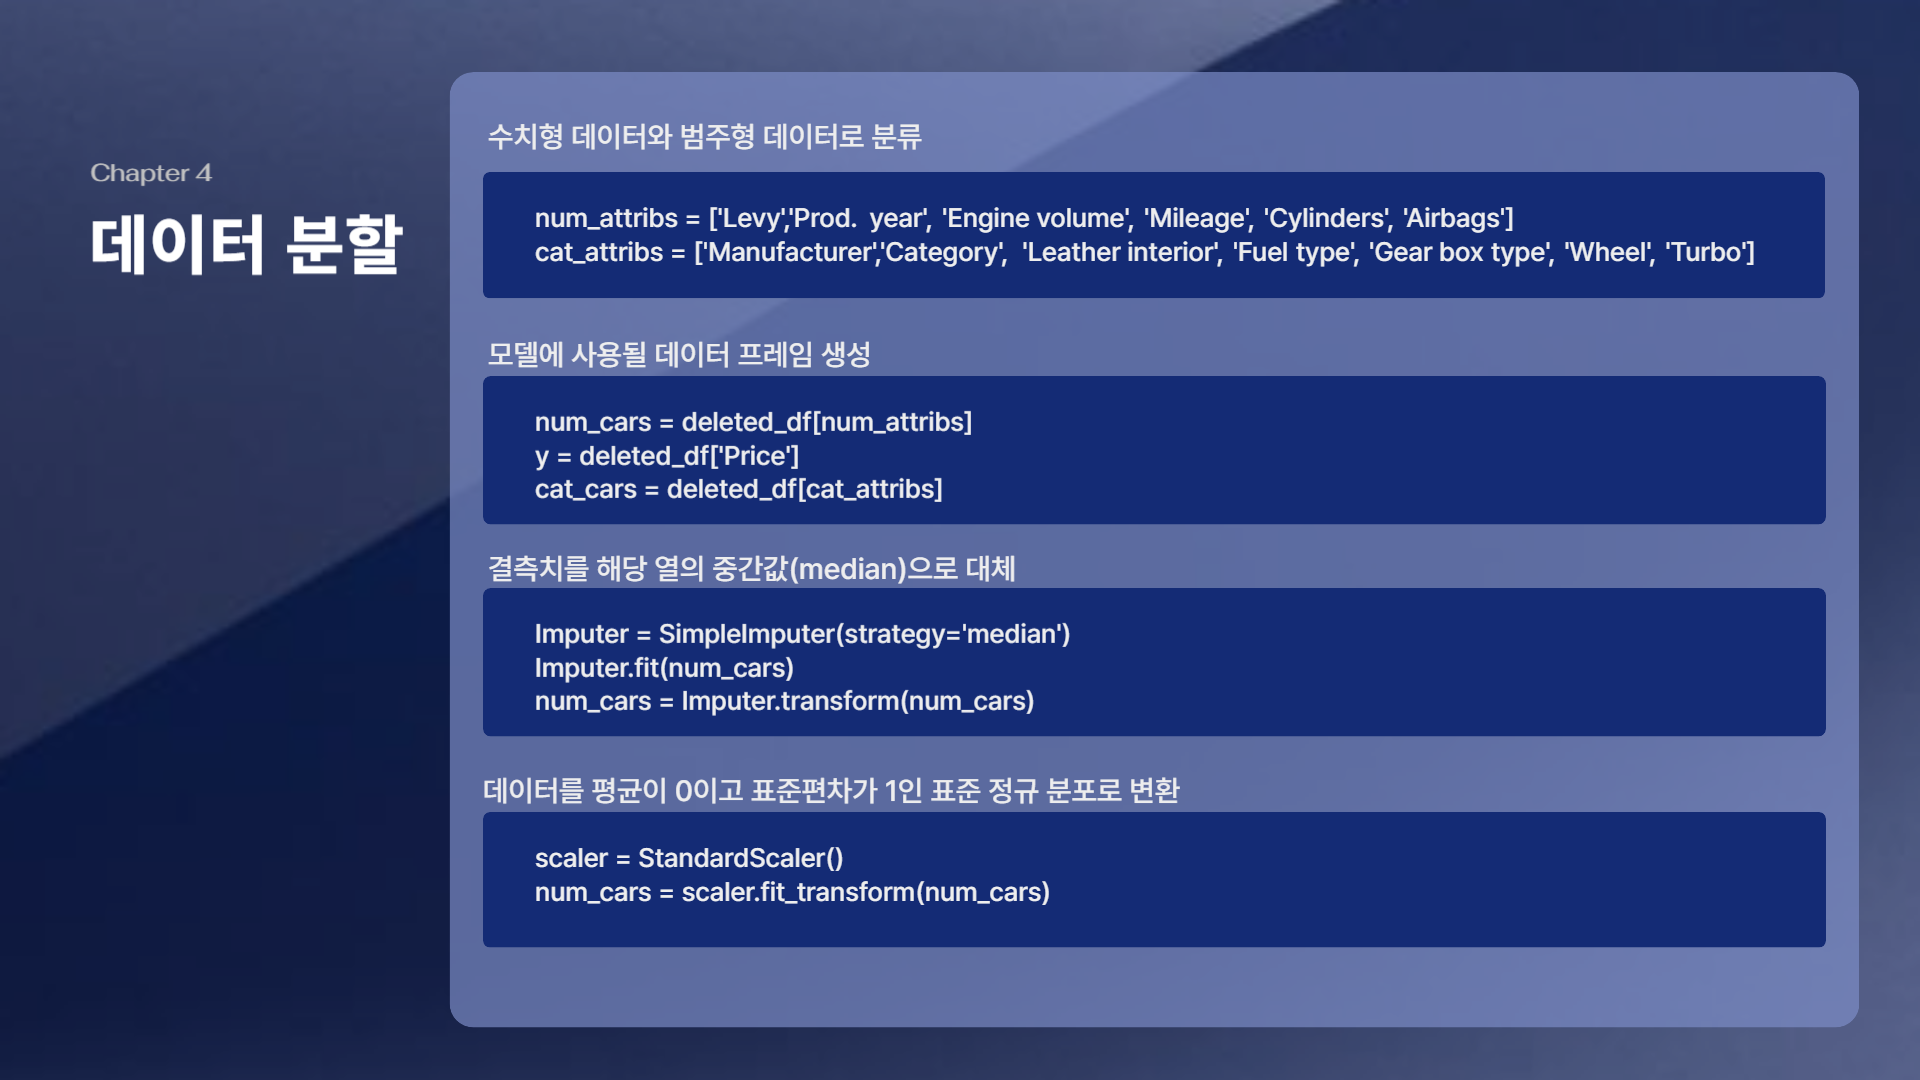 Chapter 4
데이터 분할
수치형 데이터와 범주형 데이터로 분류
num_attribs = ['Levy','Prod. year', 'Engine volume', 'Mileage', 'Cylinders', 'Airbags']
cat_attribs = ['Manufacturer','Category', 'Leather interior', 'Fuel type', 'Gear box type', 'Wheel', 'Turbo']
모델에 사용될 데이터 프레임 생성
num_cars = deleted_df[num_attribs]
y = deleted_df['Price']
cat_cars = deleted_df[cat_attribs]
결측치를 해당 열의 중간값(median)으로 대체
Imputer = SimpleImputer(strategy='median')
Imputer.fit(num_cars)
num_cars = Imputer.transform(num_cars)
데이터를 평균이 0이고 표준편차가 1인 표준 정규 분포로 변환
scaler = StandardScaler()
num_cars = scaler.fit_transform(num_cars)